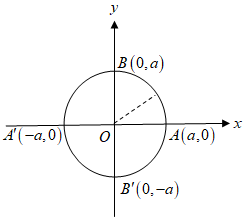 y
B(0,a)
A′(−a,0)
O
A(a,0)
x
B′(0,−a)